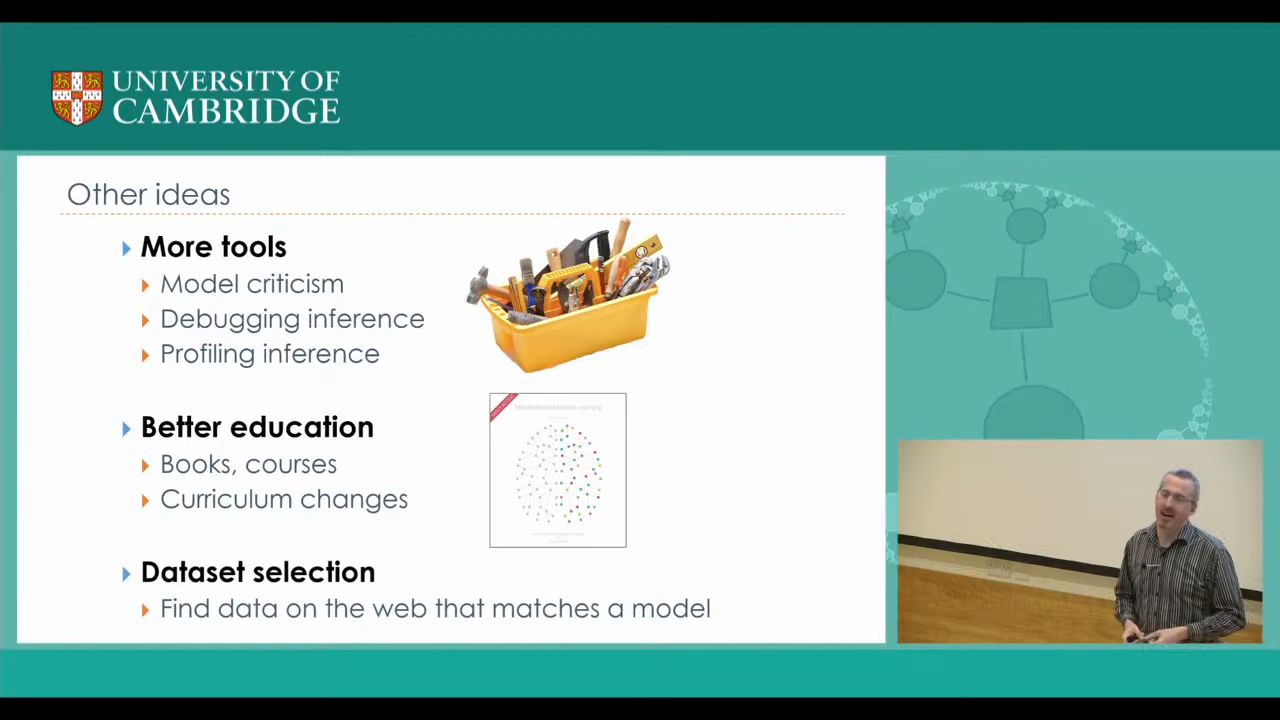 UNIVERSITY OF
CAMBRIDGE
Other ideas
More tools
Model criticism
Debugging inference
Profiling inference
Better education
Books, courses
Curriculum changes
Dataset selection
Find data on the web that matches a model